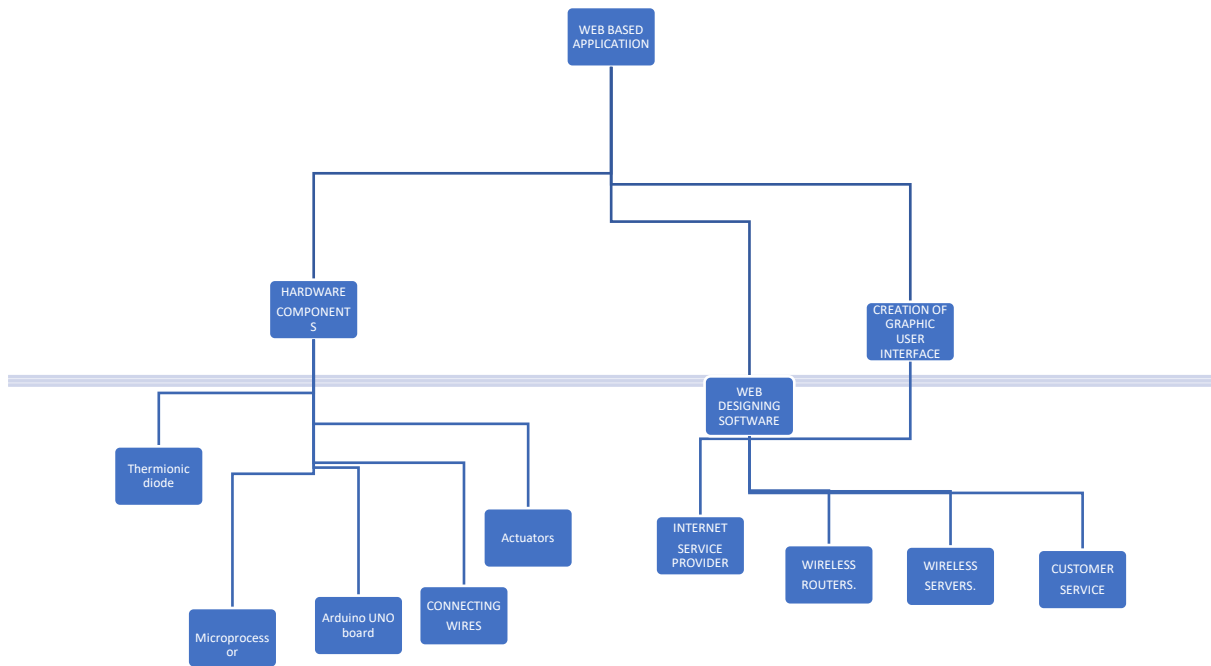 WEB BASED
APPLICATIION
HARDWARE
COMPONENT
S
CREATION OF
GRAPHIC
USER
INTERFACE
WEB
DESIGNING
SOFTWARE
Thermionic
diode
Actuators
INTERNET
SERVICE
PROVIDER
WIRELESS
ROUTERS.
WIRELESS
SERVERS.
CUSTOMER
SERVICE
Microprocess
or
Arduino UNO
board
CONNECTING
WIRES